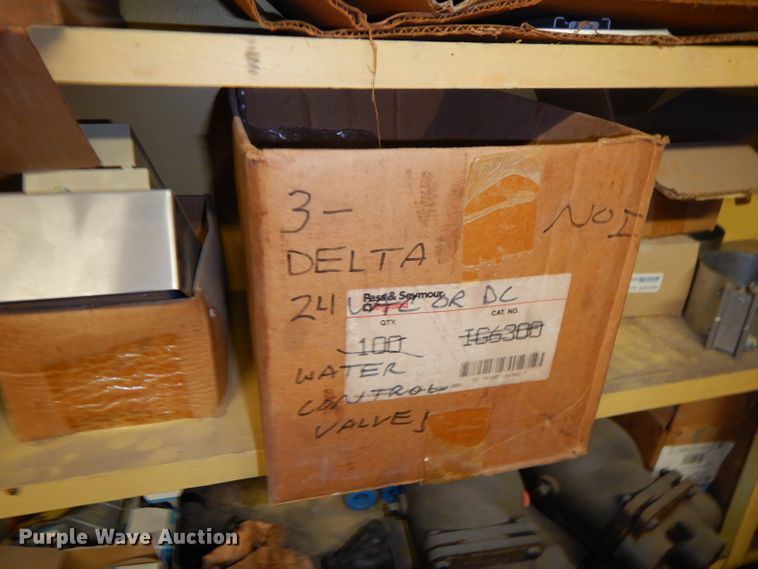 3 -
NOI
DELTA
Pass & Seymour
24 VAC OR DC
QTY.
CAT. NO.
100
IG6300
WATER
CONTROL
VALVES
Purple Wave Auction